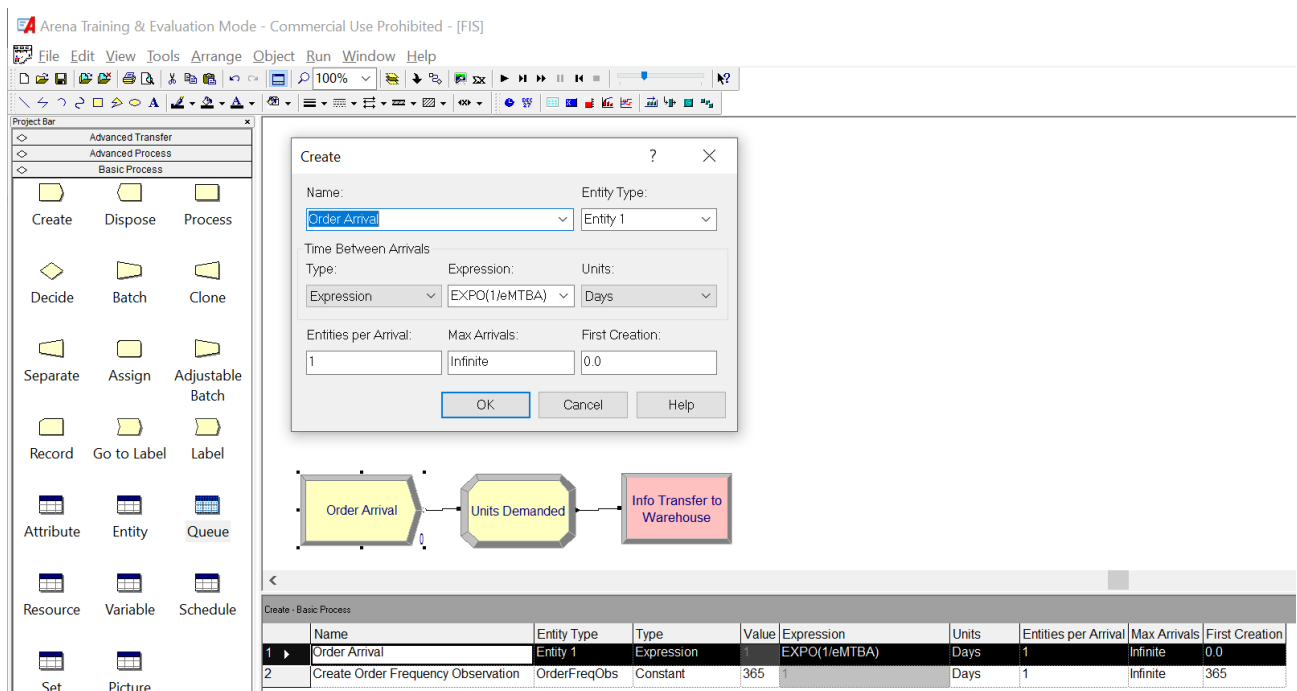 Arena Training & Evaluation Mode - Commercial Use Prohibited - [FIS]
File Edit View Tools Arrange Object Run Window Help
100%
Project Bar
Advanced Transfer
Advanced Process
Basic Process
Create Dispose Process
Decide Batch Clone
Separate Assign Adjustable
Batch
Record Go to Label Label
Attribute Entity Queue
Resource Variable Schedule
Set Picture
Create ? ×
Name: Entity Type:
Order Arrival Entity 1
Time Between Arrivals
Type: Expression: Units:
Expression EXPO(1/eMTBA) Days
Entities per Arrival: Max Arrivals: First Creation:
1 Infinite 0.0
OK Cancel Help
Order Arrival
0
Units Demanded
Info Transfer to
Warehouse
Create - Basic Process
Name Entity Type Type Value Expression Units Entities per Arrival Max Arrivals First Creation
1 Order Arrival Entity 1 Expression 1 EXPO(1/eMTBA) Days 1 Infinite 0.0
2 Create Order Frequency Observation OrderFreqObs Constant 365 1 Days 1 Infinite 365